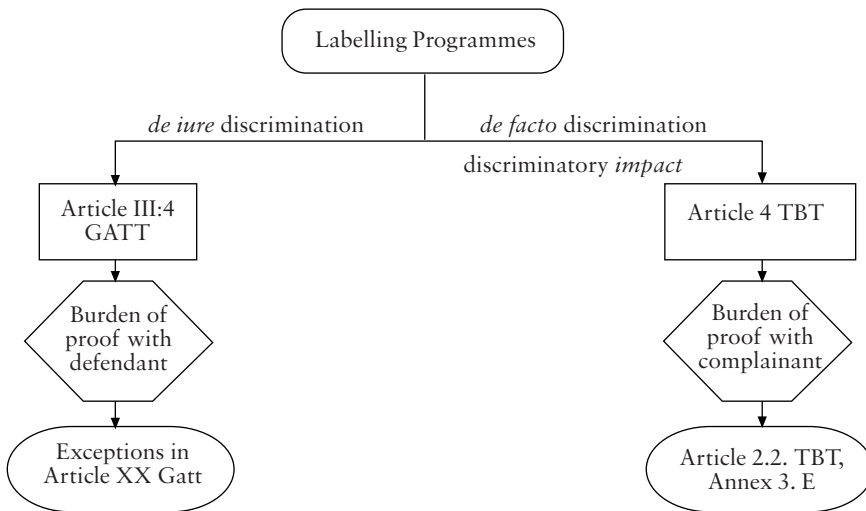 Labelling Programmes
de iure discrimination
de facto discrimination
discriminatory impact
Article III:4
GATT
Article 4 TBT
Burden of
proof with
defendant
Burden of
proof with
complainant
Exceptions in
Article XX Gatt
Article 2.2. TBT,
Annex 3. E